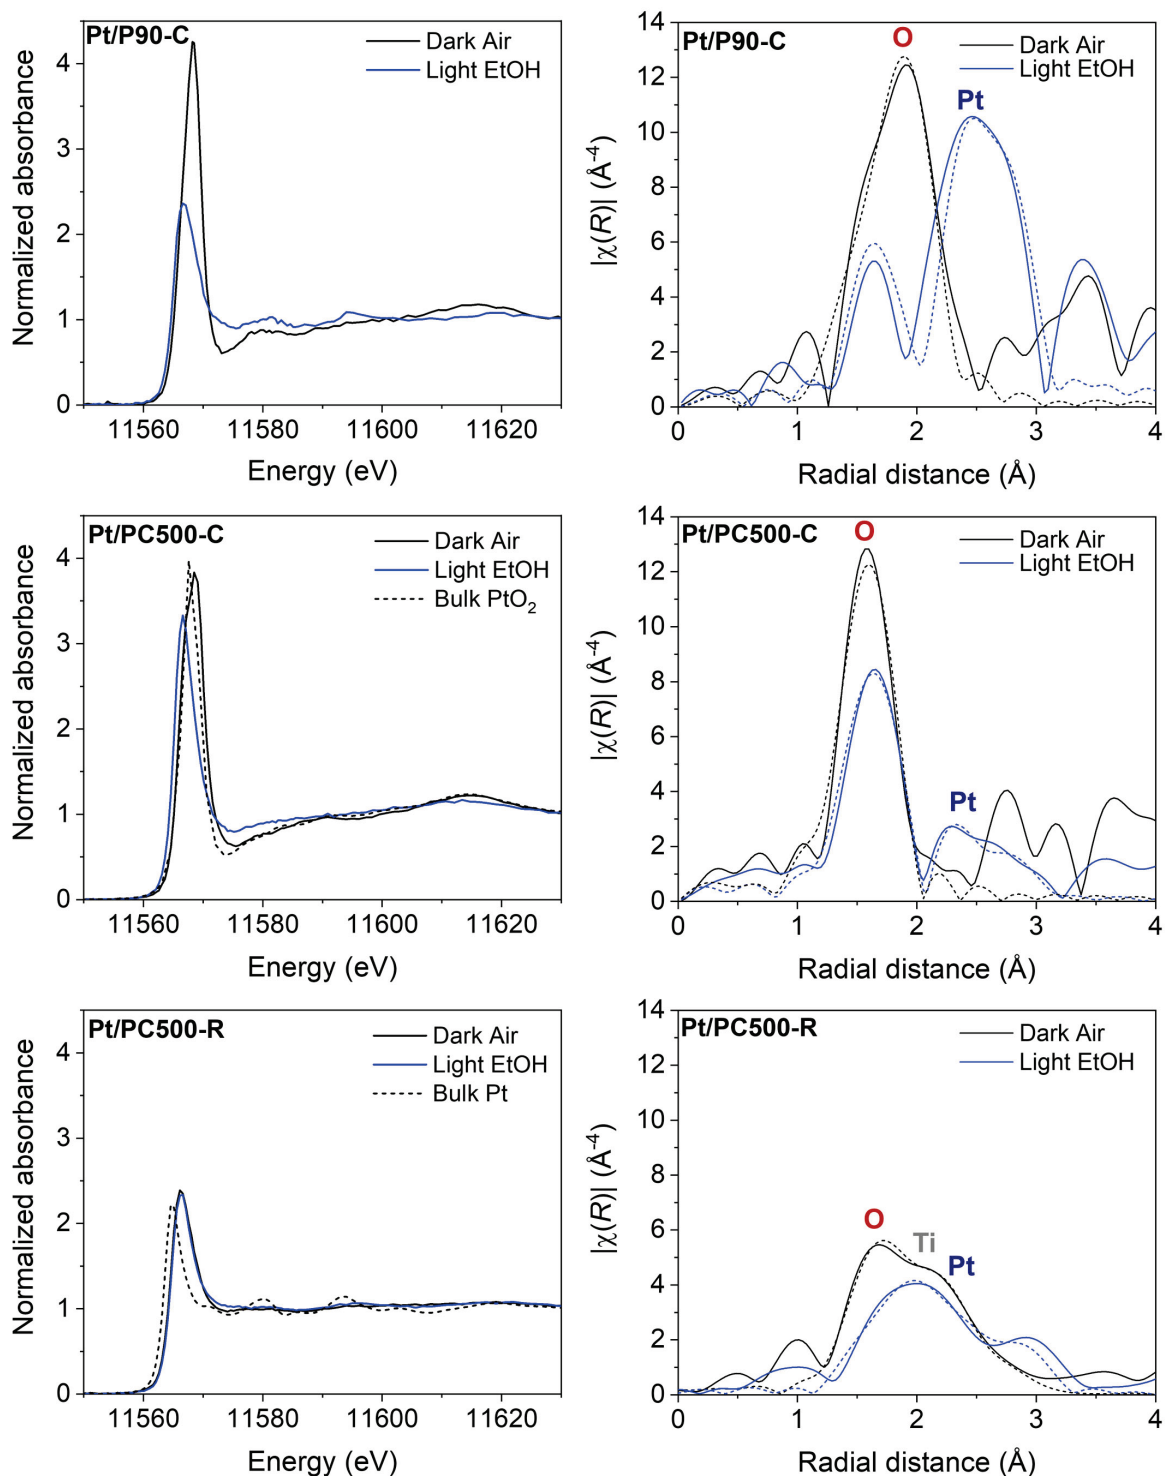 Pt/P90-C
Dark Air
Light EtOH
Normalized absorbance
4
3
2
1
0
11560
11580
11600
11620
Energy (eV)
Pt/P90-C
O
Pt
Dark Air
Light EtOH
|χ(R)| (Å⁻⁴)
14
12
10
8
6
4
2
0
0
1
2
3
4
Radial distance (Å)
Pt/PC500-C
Dark Air
Light EtOH
Bulk PtO₂
Normalized absorbance
4
3
2
1
0
11560
11580
11600
11620
Energy (eV)
Pt/PC500-C
O
Pt
Dark Air
Light EtOH
|χ(R)| (Å⁻⁴)
14
12
10
8
6
4
2
0
0
1
2
3
4
Radial distance (Å)
Pt/PC500-R
Dark Air
Light EtOH
Bulk Pt
Normalized absorbance
4
3
2
1
0
11560
11580
11600
11620
Energy (eV)
Pt/PC500-R
Dark Air
Light EtOH
O
Ti
Pt
|χ(R)| (Å⁻⁴)
14
12
10
8
6
4
2
0
0
1
2
3
4
Radial distance (Å)